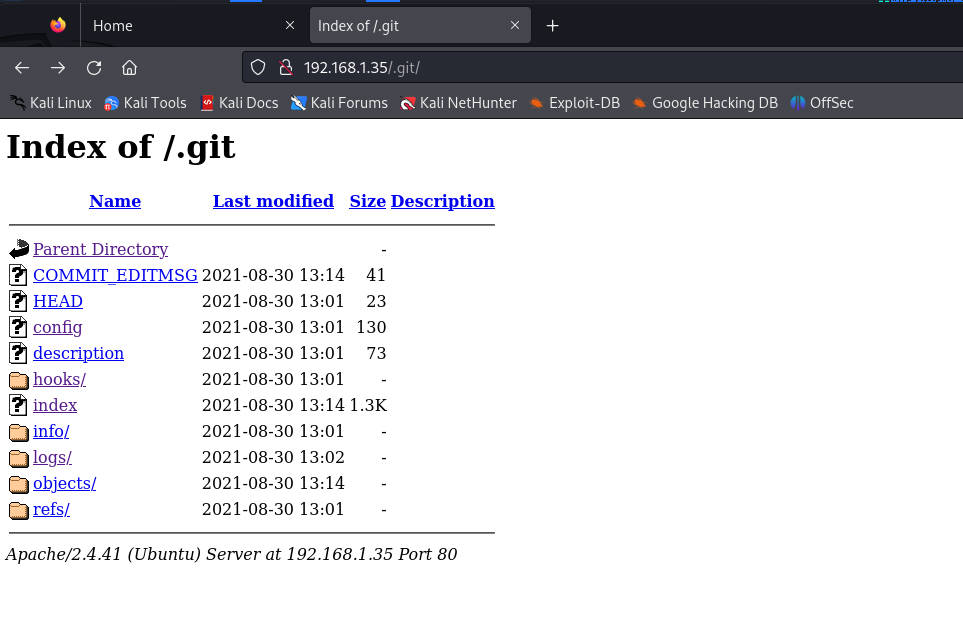 Home
Index of /.git
192.168.1.35/.git/
Kali Linux Kali Tools Kali Docs Kali Forums Kali NetHunter Exploit-DB Google Hacking DB OffSec
Index of /.git
Name Last modified Size Description
Parent Directory -
COMMIT_EDITMSG 2021-08-30 13:14 41
HEAD 2021-08-30 13:01 23
config 2021-08-30 13:01 130
description 2021-08-30 13:01 73
hooks/ 2021-08-30 13:01 -
index 2021-08-30 13:14 1.3K
info/ 2021-08-30 13:01 -
logs/ 2021-08-30 13:02 -
objects/ 2021-08-30 13:14 -
refs/ 2021-08-30 13:01 -
Apache/2.4.41 (Ubuntu) Server at 192.168.1.35 Port 80